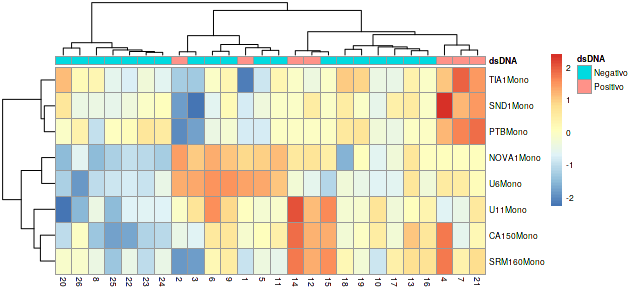 dsDNA
dsDNA
Negativo
Positivo
TIA1Mono
SND1Mono
PTBMono
NOVA1Mono
U6Mono
U11Mono
CA150Mono
SRM160Mono
2
1
0
-1
-2
20 26 8 25 22 23 24 2 3 6 9 1 5 11 14 12 15 18 19 10 17 13 16 4 7 21